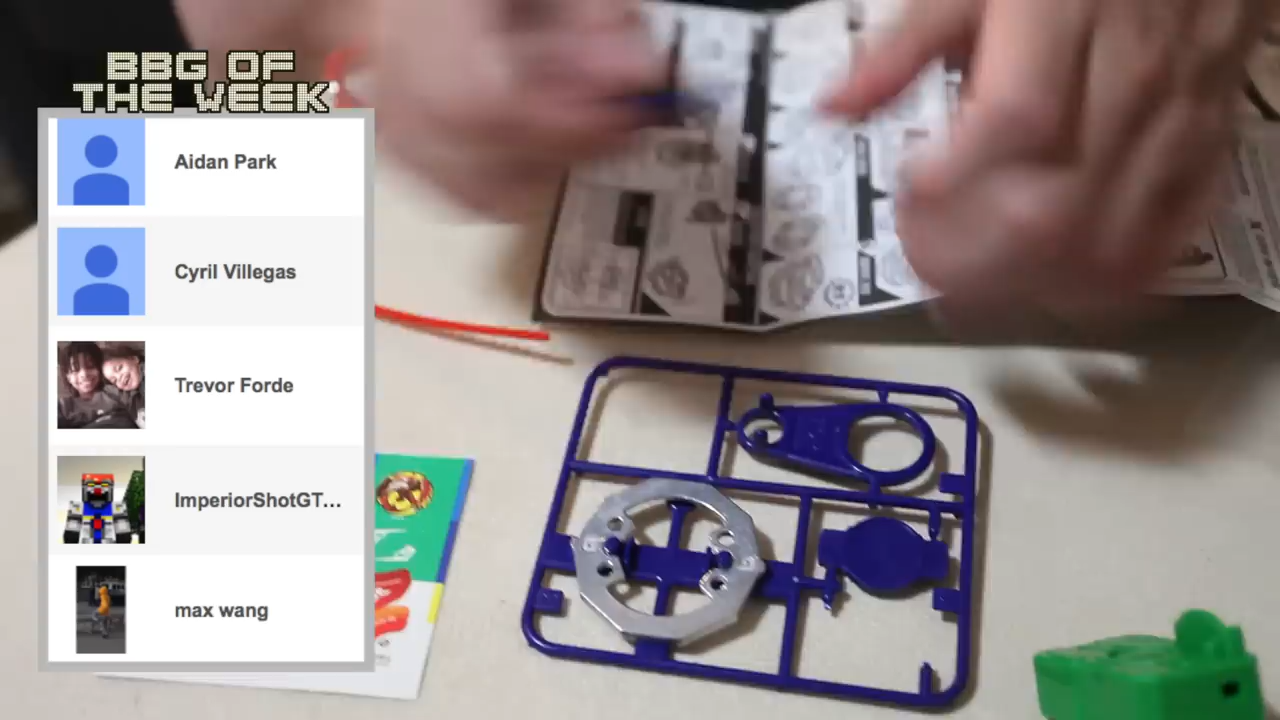 BBG OF
THE WEEK
Aidan Park
Cyril Villegas
Trevor Forde
ImperiorShotGT...
max wang